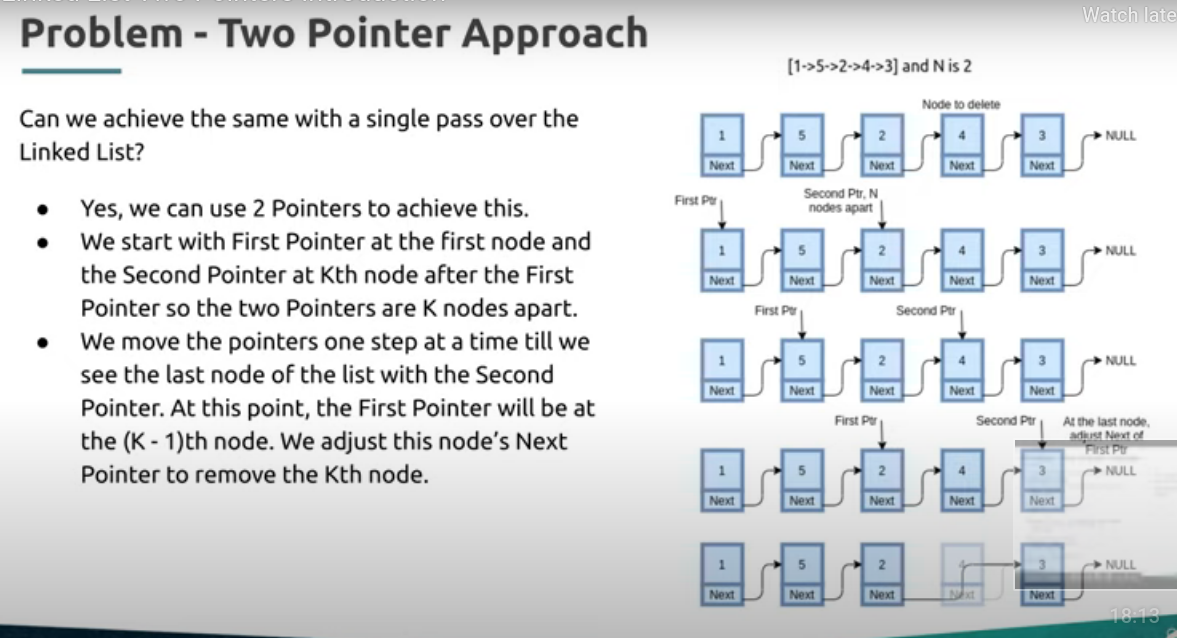 Problem - Two Pointer Approach
Watch late
[1->5->2->4->3] and N is 2
Can we achieve the same with a single pass over the
Linked List?
Yes, we can use 2 Pointers to achieve this.
We start with First Pointer at the first node and
the Second Pointer at Kth node after the First
Pointer so the two Pointers are K nodes apart.
We move the pointers one step at a time till we
see the last node of the list with the Second
Pointer. At this point, the First Pointer will be at
the (K - 1)th node. We adjust this node's Next
Pointer to remove the Kth node.
Node to delete
1 5 2 4 3 NULL
Next Next Next Next Next
First Ptr
Second Ptr, N
nodes apart
1 5 2 4 3 NULL
Next Next Next Next Next
First Ptr Second Ptr
1 5 2 4 3 NULL
Next Next Next Next Next
First Ptr Second Ptr
At the last node,
adjust Next of
First Ptr
1 5 2 4 3 NULL
Next Next Next Next Next
1 5 2 4 3 NULL
Next Next Next Next Next
18:13